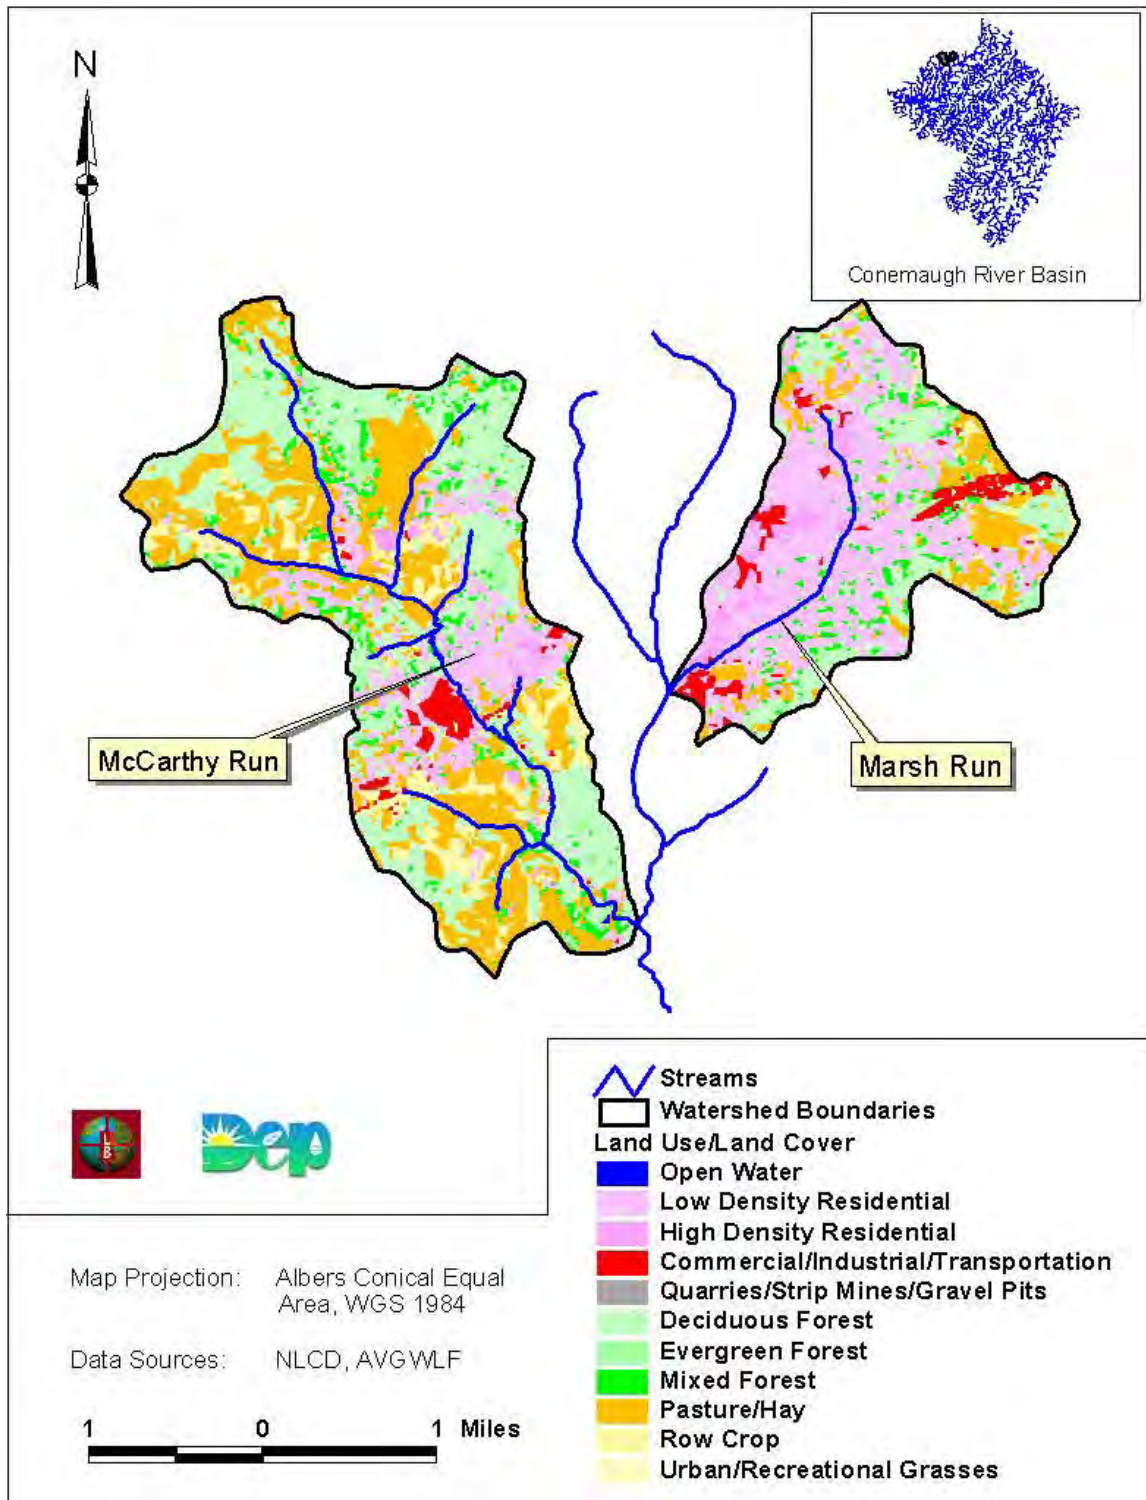 N
Conemaugh River Basin
McCarthy Run
Marsh Run
Streams
Watershed Boundaries
Land Use/Land Cover
Open Water
Low Density Residential
High Density Residential
Commercial/Industrial/Transportation
Quarries/Strip Mines/Gravel Pits
Deciduous Forest
Evergreen Forest
Mixed Forest
Pasture/Hay
Row Crop
Urban/Recreational Grasses
LBG
Dep
Map Projection: Albers Conical Equal
Area, WGS 1984
Data Sources: NLCD, AVGWLF
1 0 1 Miles